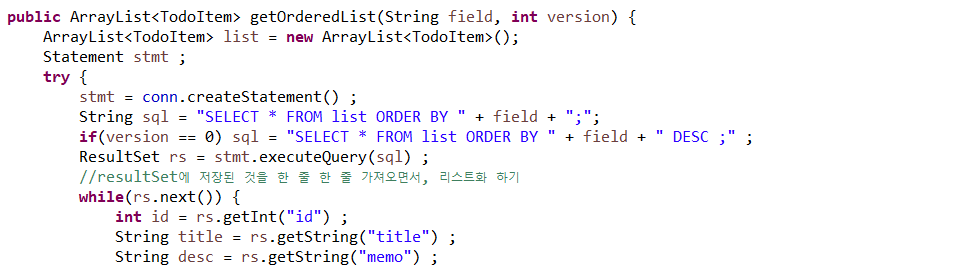 public ArrayList<TodoItem> getOrderedList(String field, int version) {
    ArrayList<TodoItem> list = new ArrayList<TodoItem>();
    Statement stmt ;
    try {
        stmt = conn.createStatement() ;
        String sql = "SELECT * FROM list ORDER BY " + field + ";";
        if(version == 0) sql = "SELECT * FROM list ORDER BY " + field + " DESC ;" ;
        ResultSet rs = stmt.executeQuery(sql) ;
        //resultSet에 저장된 것을 한 줄 한 줄 가져오면서, 리스트화 하기
        while(rs.next()) {
            int id = rs.getInt("id") ;
            String title = rs.getString("title") ;
            String desc = rs.getString("memo") ;